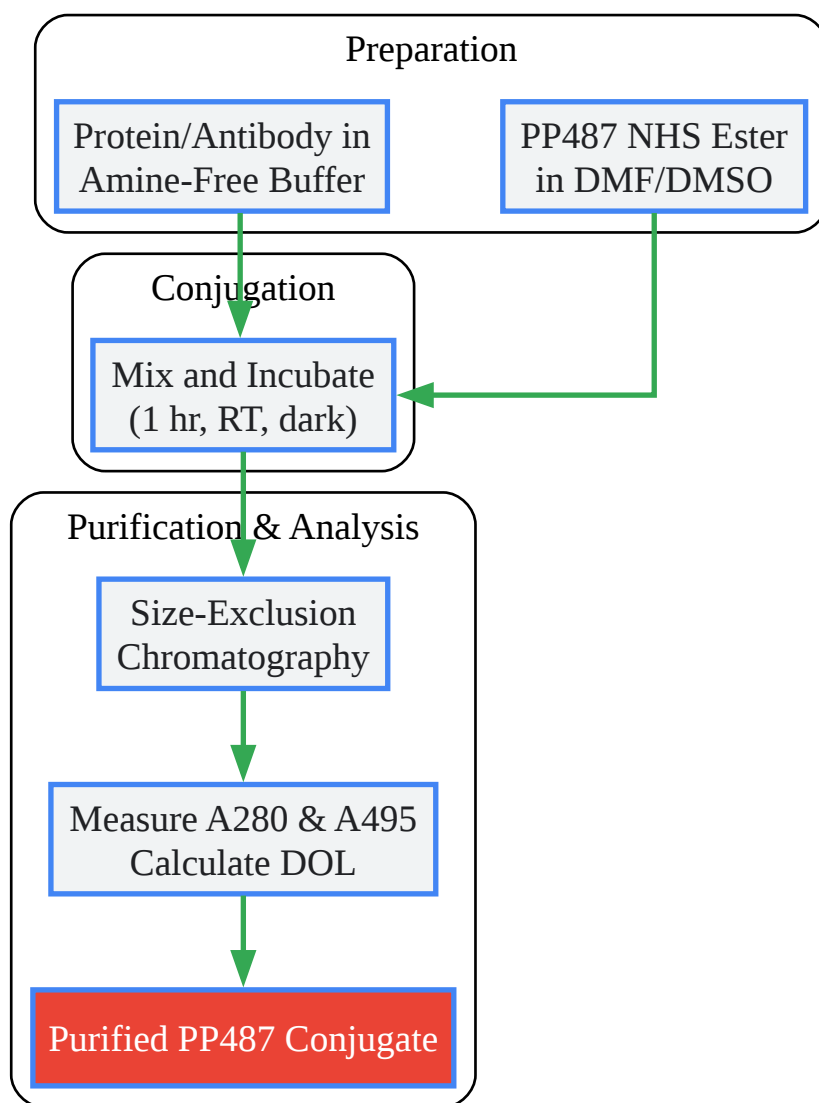 Preparation
Protein/Antibody in
Amine-Free Buffer
PP487 NHS Ester
in DMF/DMSO
Conjugation
Mix and Incubate
(1 hr, RT, dark)
Purification & Analysis
Size-Exclusion
Chromatography
Measure A280 & A495
Calculate DOL
Purified PP487 Conjugate